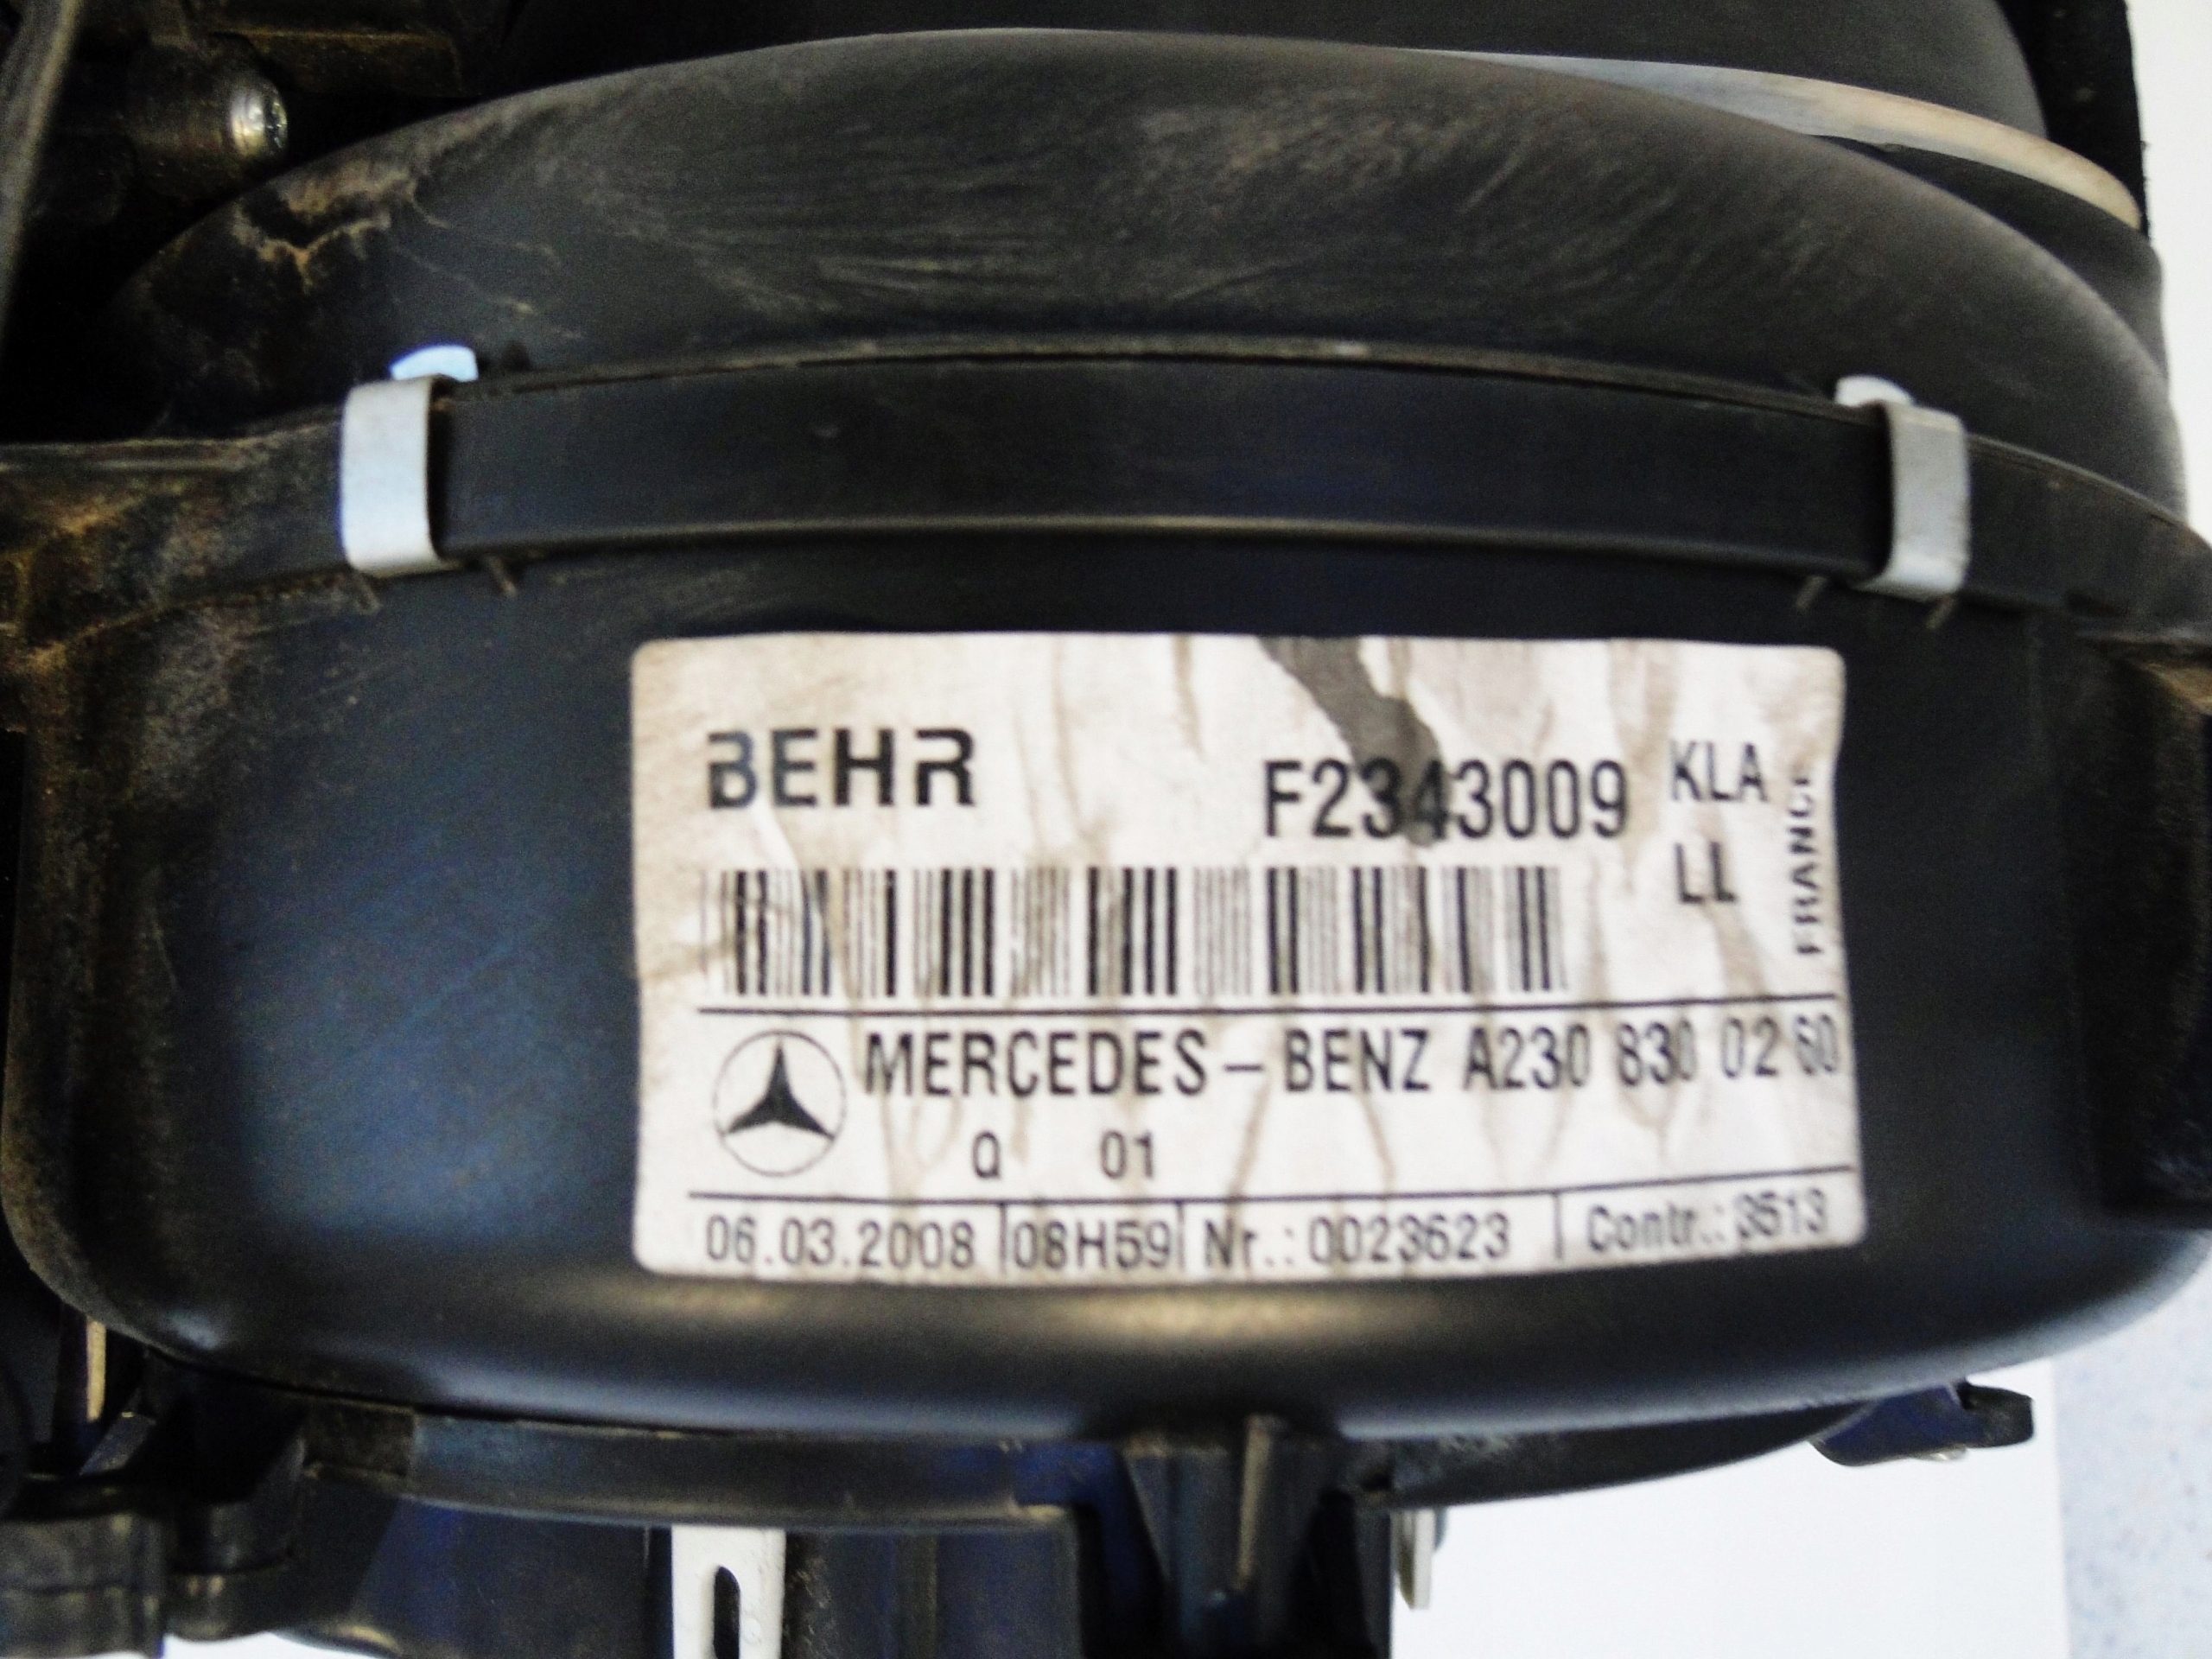 BEHR F2343009 KLA
LL
FRANCE
MERCEDES-BENZ A230 830 02 60
Q 01
06.03.2008 08H59 Nr.: 0023623 Contr.: 3513